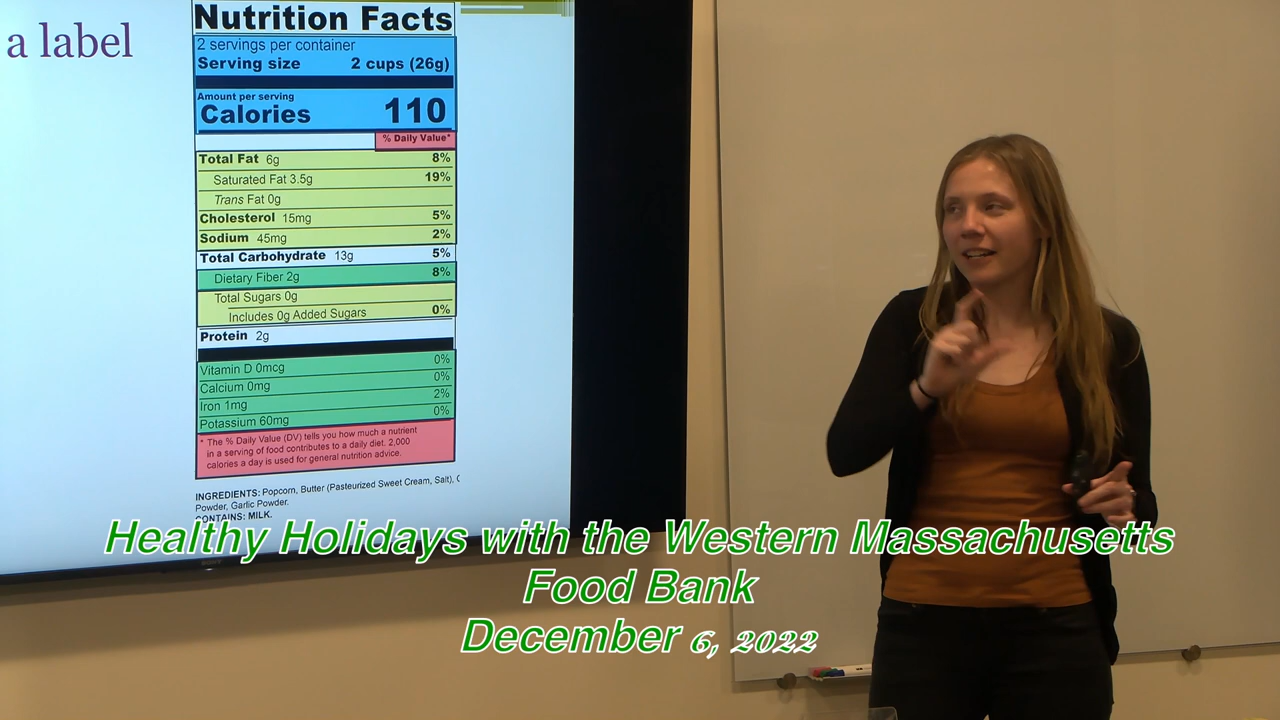 a label
Nutrition Facts
2 servings per container
Serving size 2 cups (26g)
Amount per serving
Calories 110
% Daily Value*
Total Fat 6g 8%
Saturated Fat 3.5g 19%
Trans Fat 0g
Cholesterol 15mg 5%
Sodium 45mg 2%
Total Carbohydrate 13g 5%
Dietary Fiber 2g 8%
Total Sugars 0g
Includes 0g Added Sugars 0%
Protein 2g
Vitamin D 0mcg 0%
Calcium 0mg 0%
Iron 1mg 2%
Potassium 60mg 0%
* The % Daily Value (DV) tells you how much a nutrient
in a serving of food contributes to a daily diet. 2,000
calories a day is used for general nutrition advice.
INGREDIENTS: Popcorn, Butter (Pasteurized Sweet Cream, Salt),
Powder, Garlic Powder.
CONTAINS: MILK.
SONY
Healthy Holidays with the Western Massachusetts
Food Bank
December 6, 2022